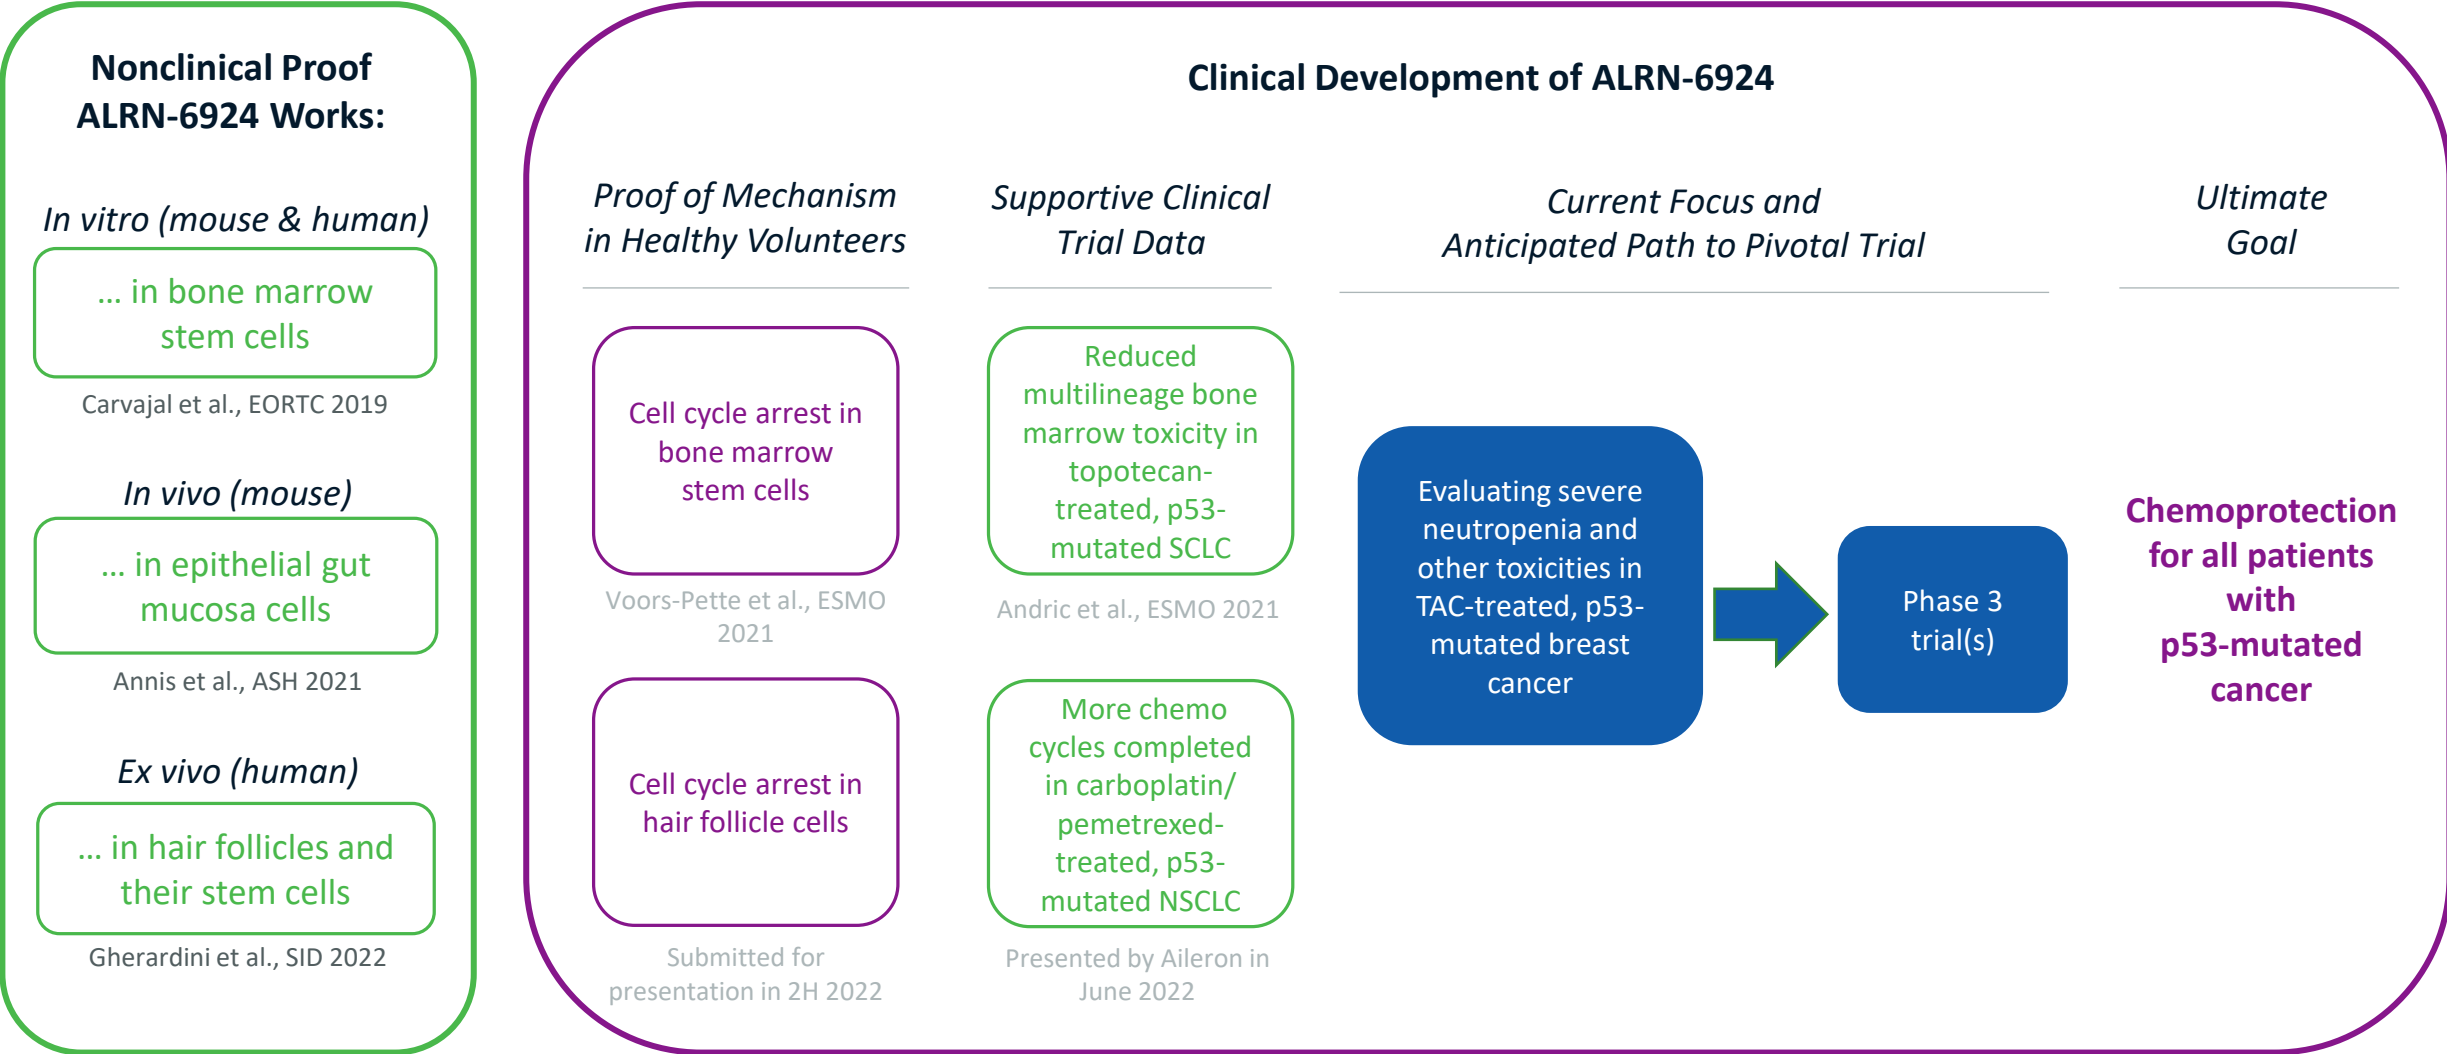 Nonclinical Proof
ALRN-6924 Works:
In vitro (mouse & human)
... in bone marrow
stem cells
Carvajal et al., EORTC 2019
In vivo (mouse)
... in epithelial gut
mucosa cells
Annis et al., ASH 2021
Ex vivo (human)
... in hair follicles and
their stem cells
Gherardini et al., SID 2022
Clinical Development of ALRN-6924
Proof of Mechanism
in Healthy Volunteers
Cell cycle arrest in
bone marrow
stem cells
Voors-Pette et al., ESMO
2021
Cell cycle arrest in
hair follicle cells
Submitted for
presentation in 2H 2022
Supportive Clinical
Trial Data
Reduced
multilineage bone
marrow toxicity in
topotecan-
treated, p53-
mutated SCLC
Andric et al., ESMO 2021
More chemo
cycles completed
in carboplatin/
pemetrexed-
treated, p53-
mutated NSCLC
Presented by Aileron in
June 2022
Current Focus and
Anticipated Path to Pivotal Trial
Evaluating severe
neutropenia and
other toxicities in
TAC-treated, p53-
mutated breast
cancer
Phase 3
trial(s)
Ultimate
Goal
Chemoprotection
for all patients
with
p53-mutated
cancer